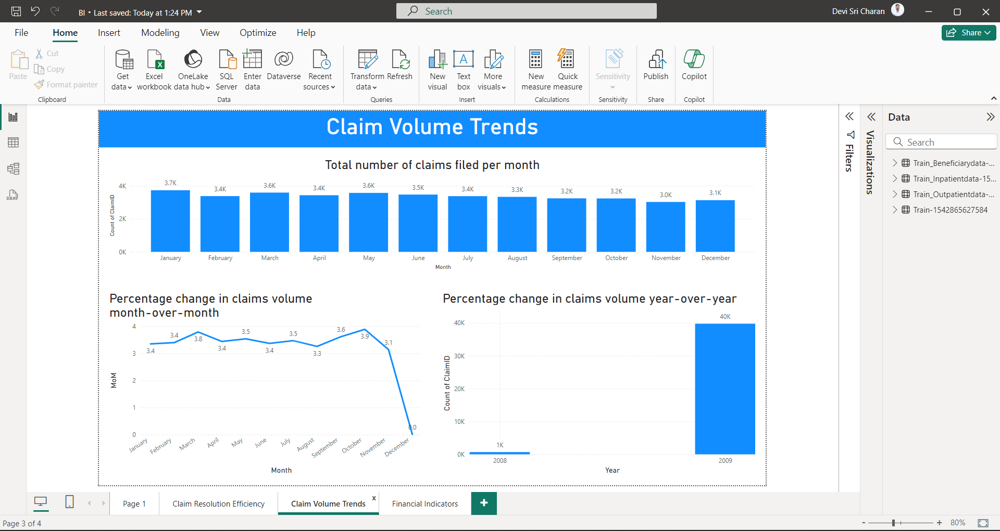 BI • Last saved: Today at 1:24 PM
Search
Devi Sri Charan
File Home Insert Modeling View Optimize Help
Share
Paste
Cut
Copy
Format painter
Clipboard
Get data
Excel workbook
OneLake data hub
SQL Server
Enter data
Dataverse
Recent sources
Data
Transform data
Refresh
Queries
New visual
Text box
More visuals
Insert
New measure
Quick measure
Calculations
Sensitivity
Sensitivity
Publish
Share
Copilot
Copilot
DAX
Claim Volume Trends
Total number of claims filed per month
Count of ClaimID
4K
2K
0K
3.7K 3.4K 3.6K 3.4K 3.6K 3.5K 3.4K 3.3K 3.2K 3.2K 3.0K 3.1K
January February March April May June July August September October November December
Month
Percentage change in claims volume
month-over-month
MoM
4
3
2
1
0
3.4 3.4 3.8 3.4 3.5 3.4 3.5 3.3 3.6 3.9 3.1 0.0
January February March April May June July August September October November December
Month
Percentage change in claims volume year-over-year
Count of ClaimID
40K
30K
20K
10K
0K
1K 40K
2008 2009
Year
Filters
Visualizations
Data
Search
Train_Beneficiarydata-...
Train_Inpatientdata-15...
Train_Outpatientdata-...
Train-1542865627584
Page 1
Claim Resolution Efficiency
Claim Volume Trends x
Financial Indicators
+
Page 3 of 4
- + 80%